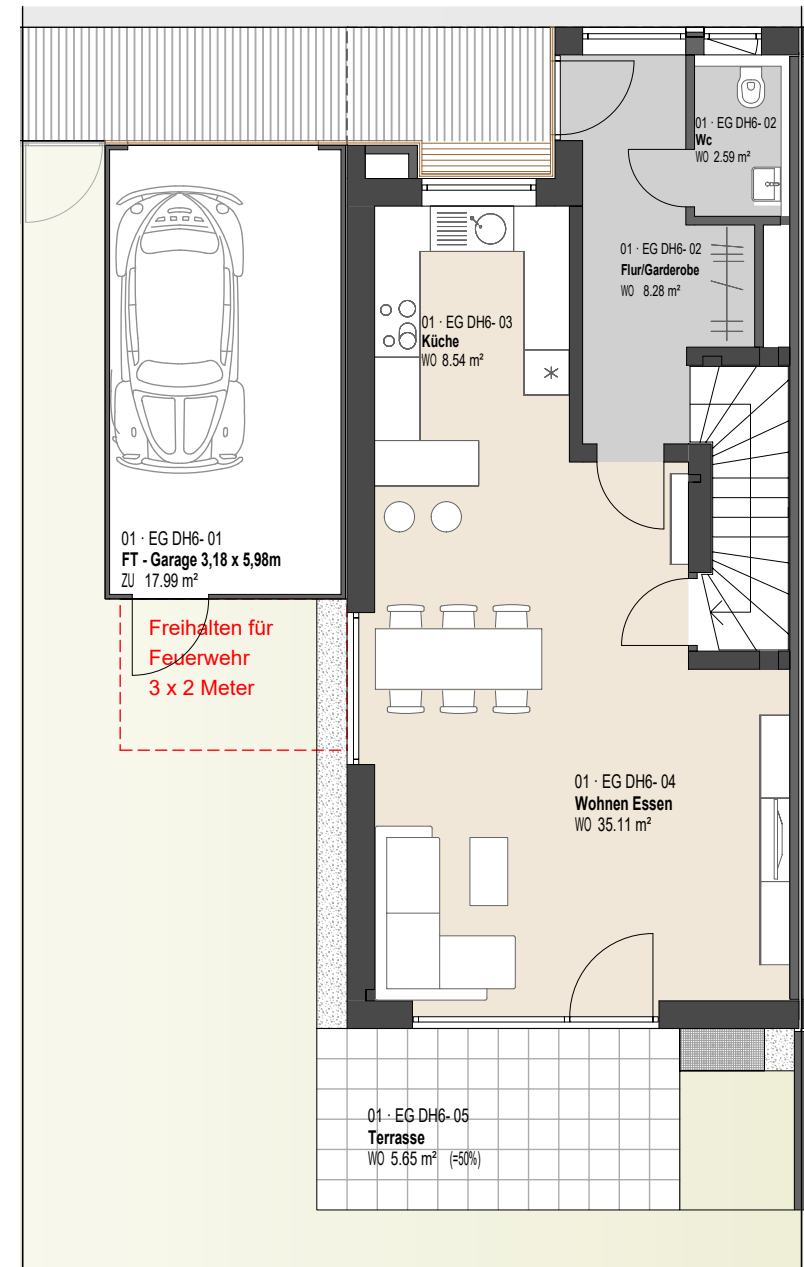 01 · EG DH6- 02
Wc
WO 2.59 m²
01 · EG DH6- 02
Flur/Garderobe
WO 8.28 m²
01 · EG DH6- 03
Küche
WO 8.54 m²
01 · EG DH6- 01
FT - Garage 3,18 x 5,98m
ZU 17.99 m²
Freihalten für
Feuerwehr
3 x 2 Meter
01 · EG DH6- 04
Wohnen Essen
WO 35.11 m²
01 · EG DH6- 05
Terrasse
WO 5.65 m² (=50%)